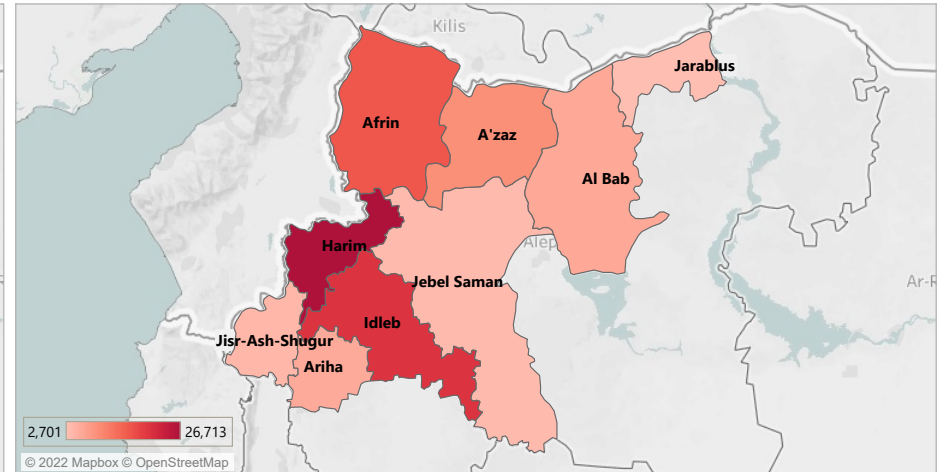 Kilis
Jarablus
Afrin
A'zaz
Al Bab
Harim
Alep
Jebel Saman
Ar-R
Idleb
Jisr-Ash-Shugur
Ariha
2,701
26,713
© 2022 Mapbox © OpenStreetMap